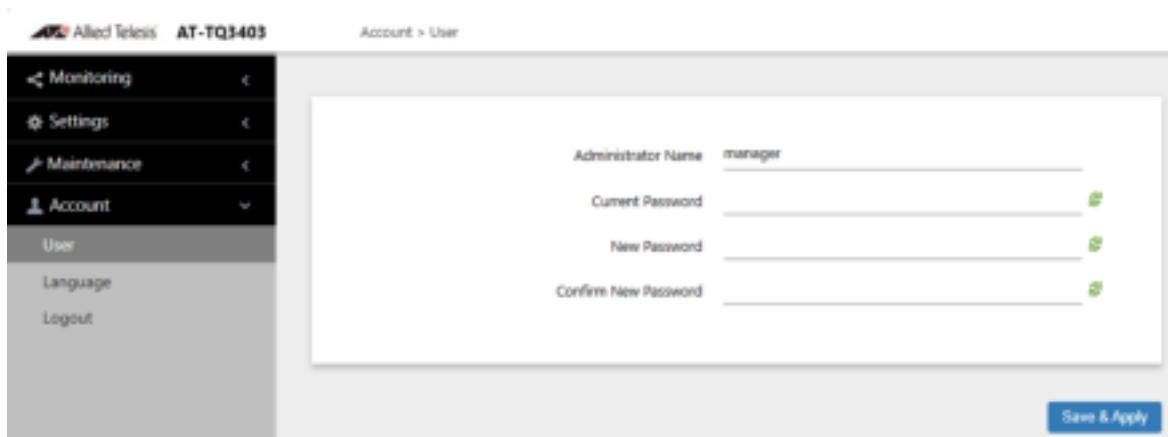 Allied Telesis AT-TQ3403 Account > User
Monitoring
Settings
Maintenance
Account
User
Language
Logout
Administrator Name manager
Current Password
New Password
Confirm New Password
Save & Apply